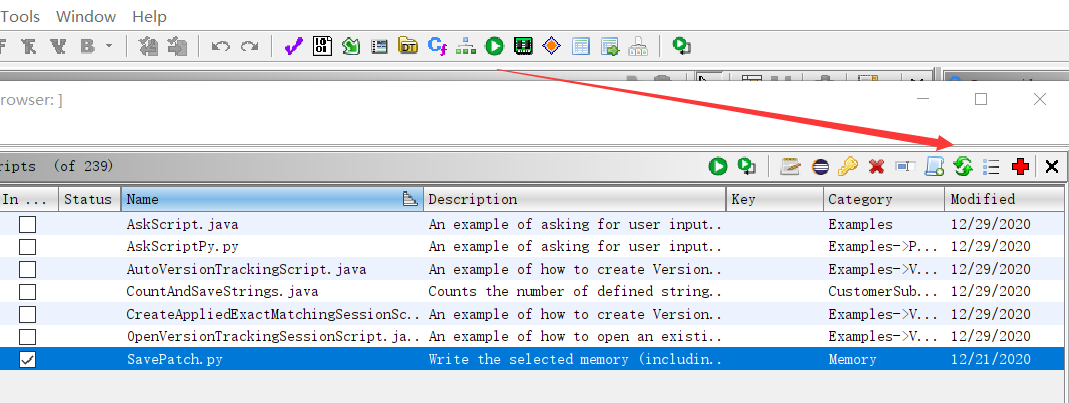 Tools Window Help
rowser: ]
ripts (of 239)
In ... Status Name Description Key Category Modified
AskScript.java An example of asking for user input.. Examples 12/29/2020
AskScriptPy.py An example of asking for user input.. Examples->P... 12/29/2020
AutoVersionTrackingScript.java An example of how to create Version.. Examples->V... 12/29/2020
CountAndSaveStrings.java Counts the number of defined string.. CustomerSub... 12/29/2020
CreateAppliedExactMatchingSessionSc.. An example of how to create Version.. Examples->V... 12/29/2020
OpenVersionTrackingSessionScript.ja.. An example of how to open an existi.. Examples->V... 12/29/2020
SavePatch.py Write the selected memory (includin.. Memory 12/21/2020